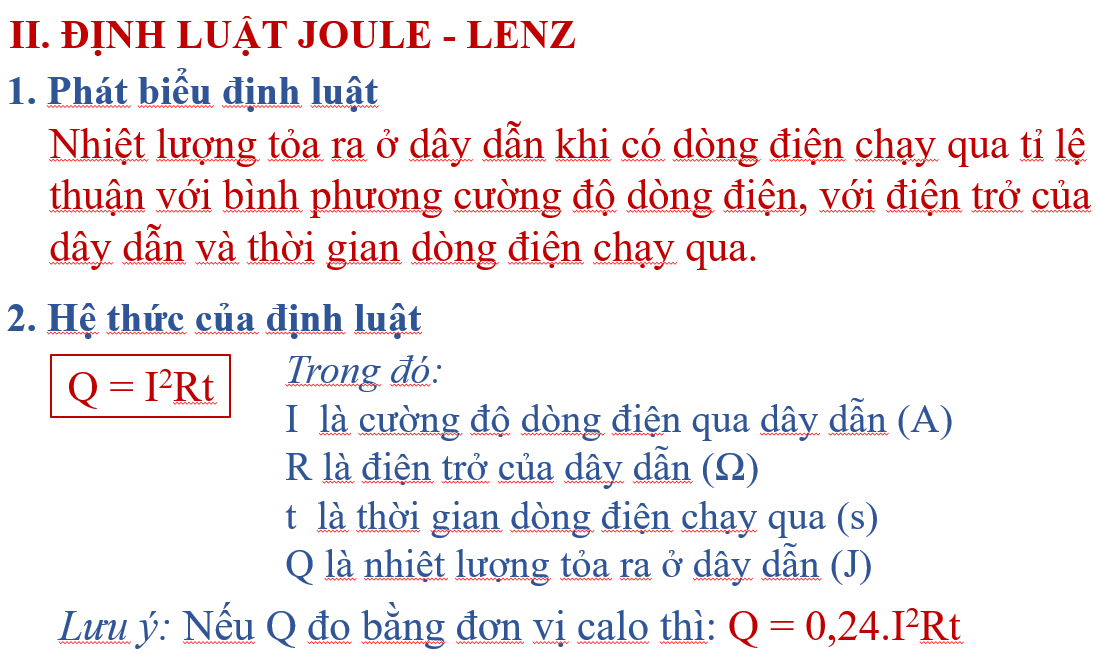 II. ĐỊNH LUẬT JOULE - LENZ
1. Phát biểu định luật
Nhiệt lượng tỏa ra ở dây dẫn khi có dòng điện chạy qua tỉ lệ
thuận với bình phương cường độ dòng điện, với điện trở của
dây dẫn và thời gian dòng điện chạy qua.
2. Hệ thức của định luật
Q = I²Rt
Trong đó:
I là cường độ dòng điện qua dây dẫn (A)
R là điện trở của dây dẫn (Ω)
t là thời gian dòng điện chạy qua (s)
Q là nhiệt lượng tỏa ra ở dây dẫn (J)
Lưu ý: Nếu Q đo bằng đơn vị calo thì: Q = 0,24.I²Rt